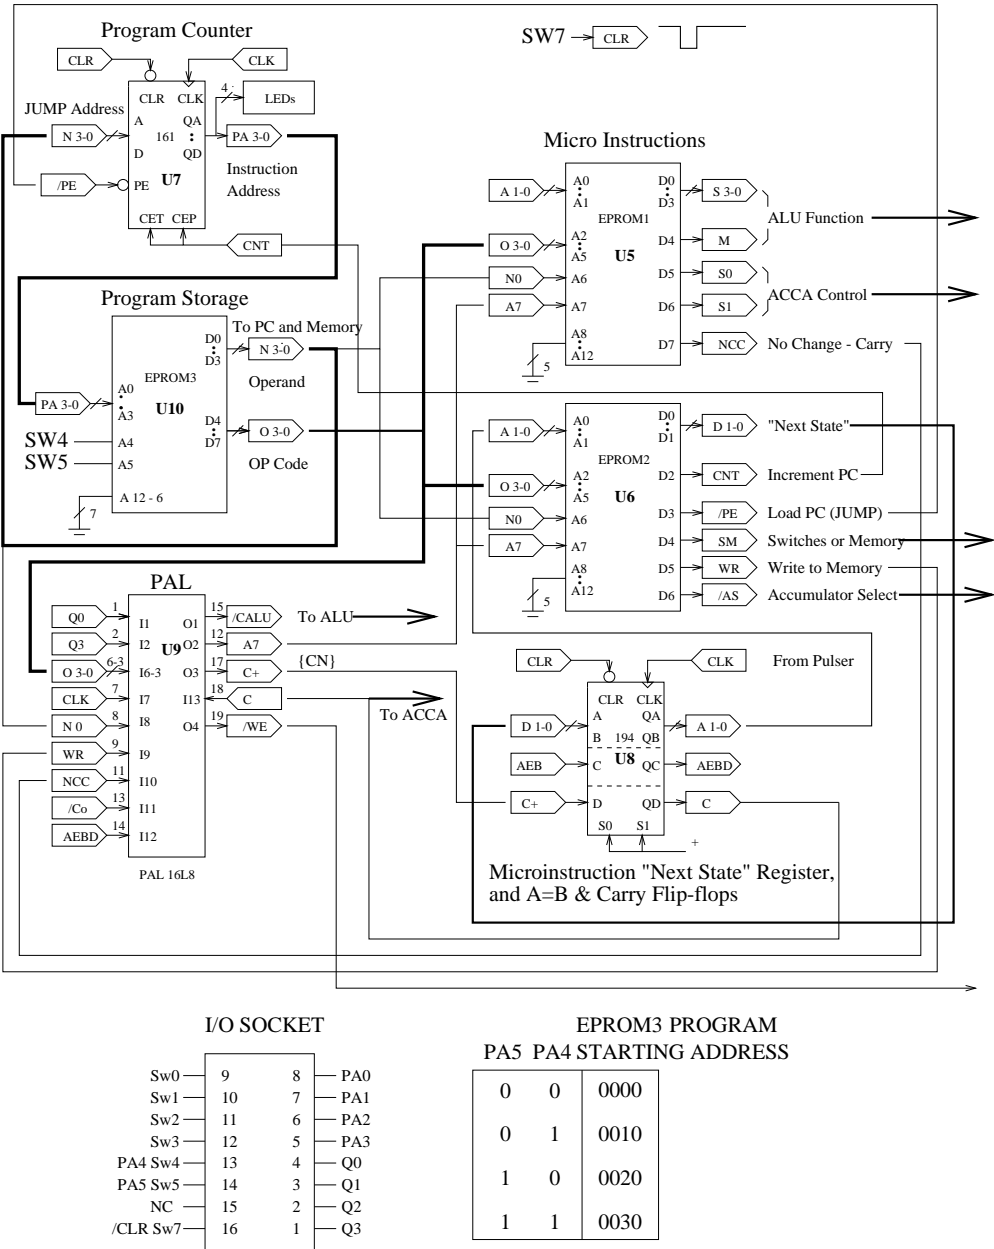 Program Counter
SW7 CLR
CLR CLK
CLR CLK
4
LEDs
JUMP Address
A QA
N 3-0 161 PA 3-0
D QD
U7
Instruction
Address
/PE PE
CET CEP
CNT
Micro Instructions
A 1-0 A0 D0 S 3-0
A1 D3
EPROM1
ALU Function
O 3-0 A2 D4 M
A5 U5
N0 A6 D5 S0
ACCA Control
A7 A7 D6 S1
A8 D7 NCC No Change - Carry
A12
5
Program Storage
To PC and Memory
D0
D3 N 3-0
EPROM3
Operand
PA 3-0 A0
A3 U10
D4
D7 O 3-0
SW4 A4
SW5 A5
OP Code
A 12 - 6
7
A 1-0 A0 D0 D 1-0 "Next State"
A1 D1
EPROM2
O 3-0 A2 D2 CNT Increment PC
A5 U6
N0 A6 D3 /PE Load PC (JUMP)
A7 A7 D4 SM Switches or Memory
A8 D5 WR Write to Memory
A12 D6 /AS Accumulator Select
5
PAL
Q0 1 I1 O1 15 /CALU To ALU
U9
Q3 2 I2 O2 12 A7
O 3-0 6-3 I6-3 O3 17 C+ {CN}
CLK 7 I7 I13 18 C
To ACCA
N 0 8 I8 O4 19 /WE
WR 9 I9
NCC 11 I10
/Co 13 I11
AEBD 14 I12
PAL 16L8
CLR CLK From Pulser
CLR CLK
D 1-0 A QA A 1-0
B 194 QB
U8
AEB C QC AEBD
C+ D QD C
S0 S1
+
Microinstruction "Next State" Register,
and A=B & Carry Flip-flops
I/O SOCKET
Sw0 9 8 PA0
Sw1 10 7 PA1
Sw2 11 6 PA2
Sw3 12 5 PA3
PA4 Sw4 13 4 Q0
PA5 Sw5 14 3 Q1
NC 15 2 Q2
/CLR Sw7 16 1 Q3
EPROM3 PROGRAM
PA5 PA4 STARTING ADDRESS
0 0 0000
0 1 0010
1 0 0020
1 1 0030